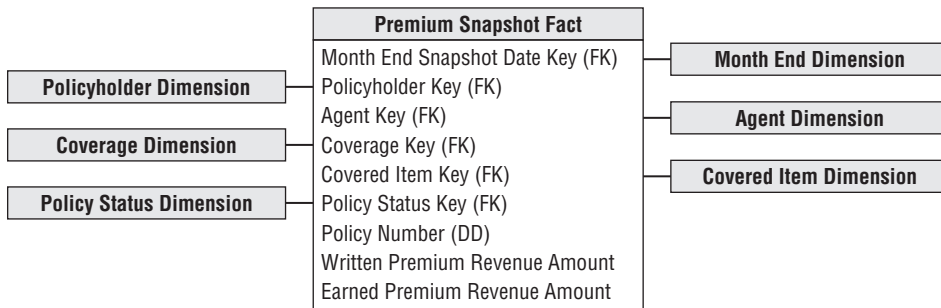 Premium Snapshot Fact
Month End Snapshot Date Key (FK)
Policyholder Key (FK)
Agent Key (FK)
Coverage Key (FK)
Covered Item Key (FK)
Policy Status Key (FK)
Policy Number (DD)
Written Premium Revenue Amount
Earned Premium Revenue Amount
Policyholder Dimension
Coverage Dimension
Policy Status Dimension
Month End Dimension
Agent Dimension
Covered Item Dimension